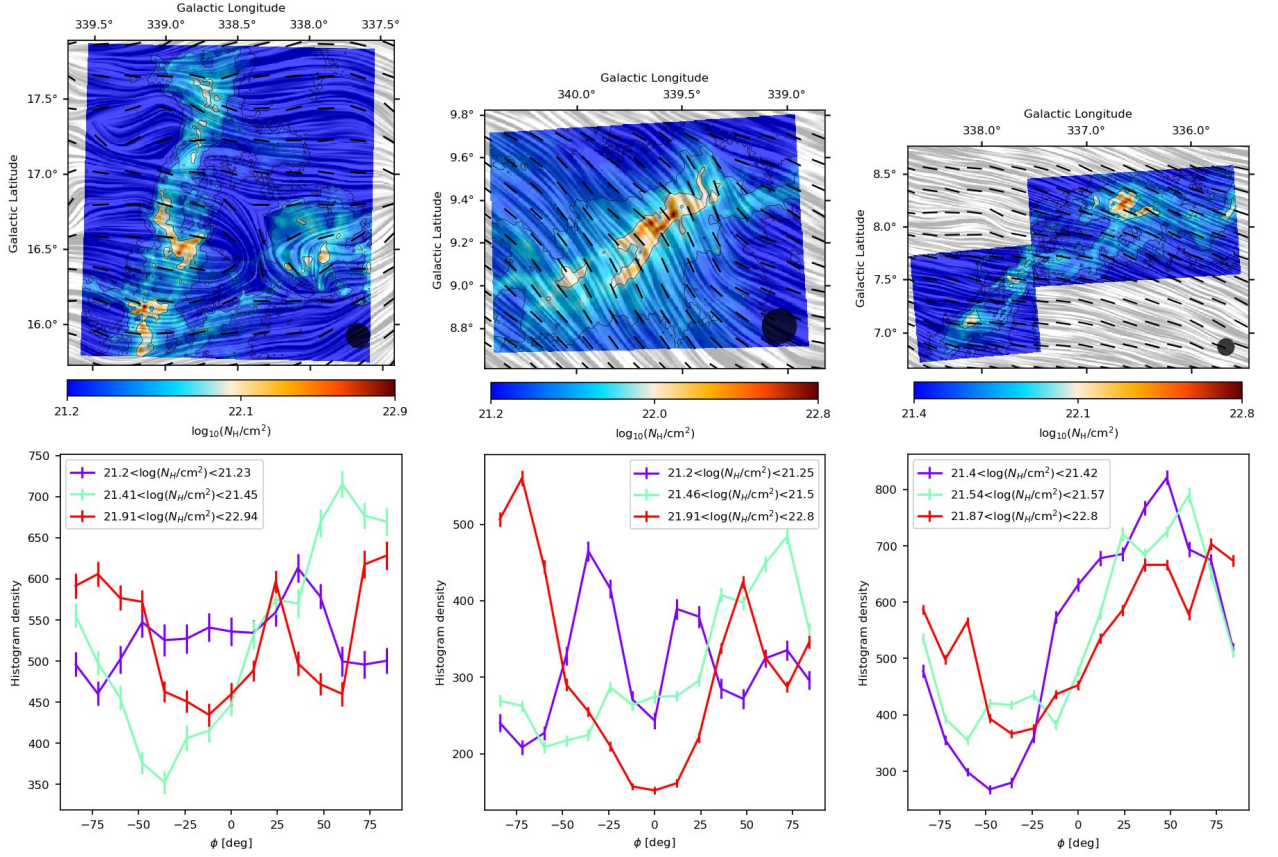 Galactic Longitude
339.5° 339.0° 338.5° 338.0° 337.5°
Galactic Latitude
17.5°
17.0°
16.5°
16.0°
21.2 22.1 22.9
log10(NH/cm2)
Galactic Longitude
340.0° 339.5° 339.0°
Galactic Latitude
9.8°
9.6°
9.4°
9.2°
9.0°
8.8°
21.2 22.0 22.8
log10(NH/cm2)
Galactic Longitude
338.0° 337.0° 336.0°
Galactic Latitude
8.5°
8.0°
7.5°
7.0°
21.4 22.1 22.8
log10(NH/cm2)
21.2<log(NH/cm2)<21.23
21.41<log(NH/cm2)<21.45
21.91<log(NH/cm2)<22.94
Histogram density
750
700
650
600
550
500
450
400
350
−75 −50 −25 0 25 50 75
ϕ [deg]
21.2<log(NH/cm2)<21.25
21.46<log(NH/cm2)<21.5
21.91<log(NH/cm2)<22.8
Histogram density
500
400
300
200
−75 −50 −25 0 25 50 75
ϕ [deg]
21.4<log(NH/cm2)<21.42
21.54<log(NH/cm2)<21.57
21.87<log(NH/cm2)<22.8
Histogram density
800
700
600
500
400
300
−75 −50 −25 0 25 50 75
ϕ [deg]